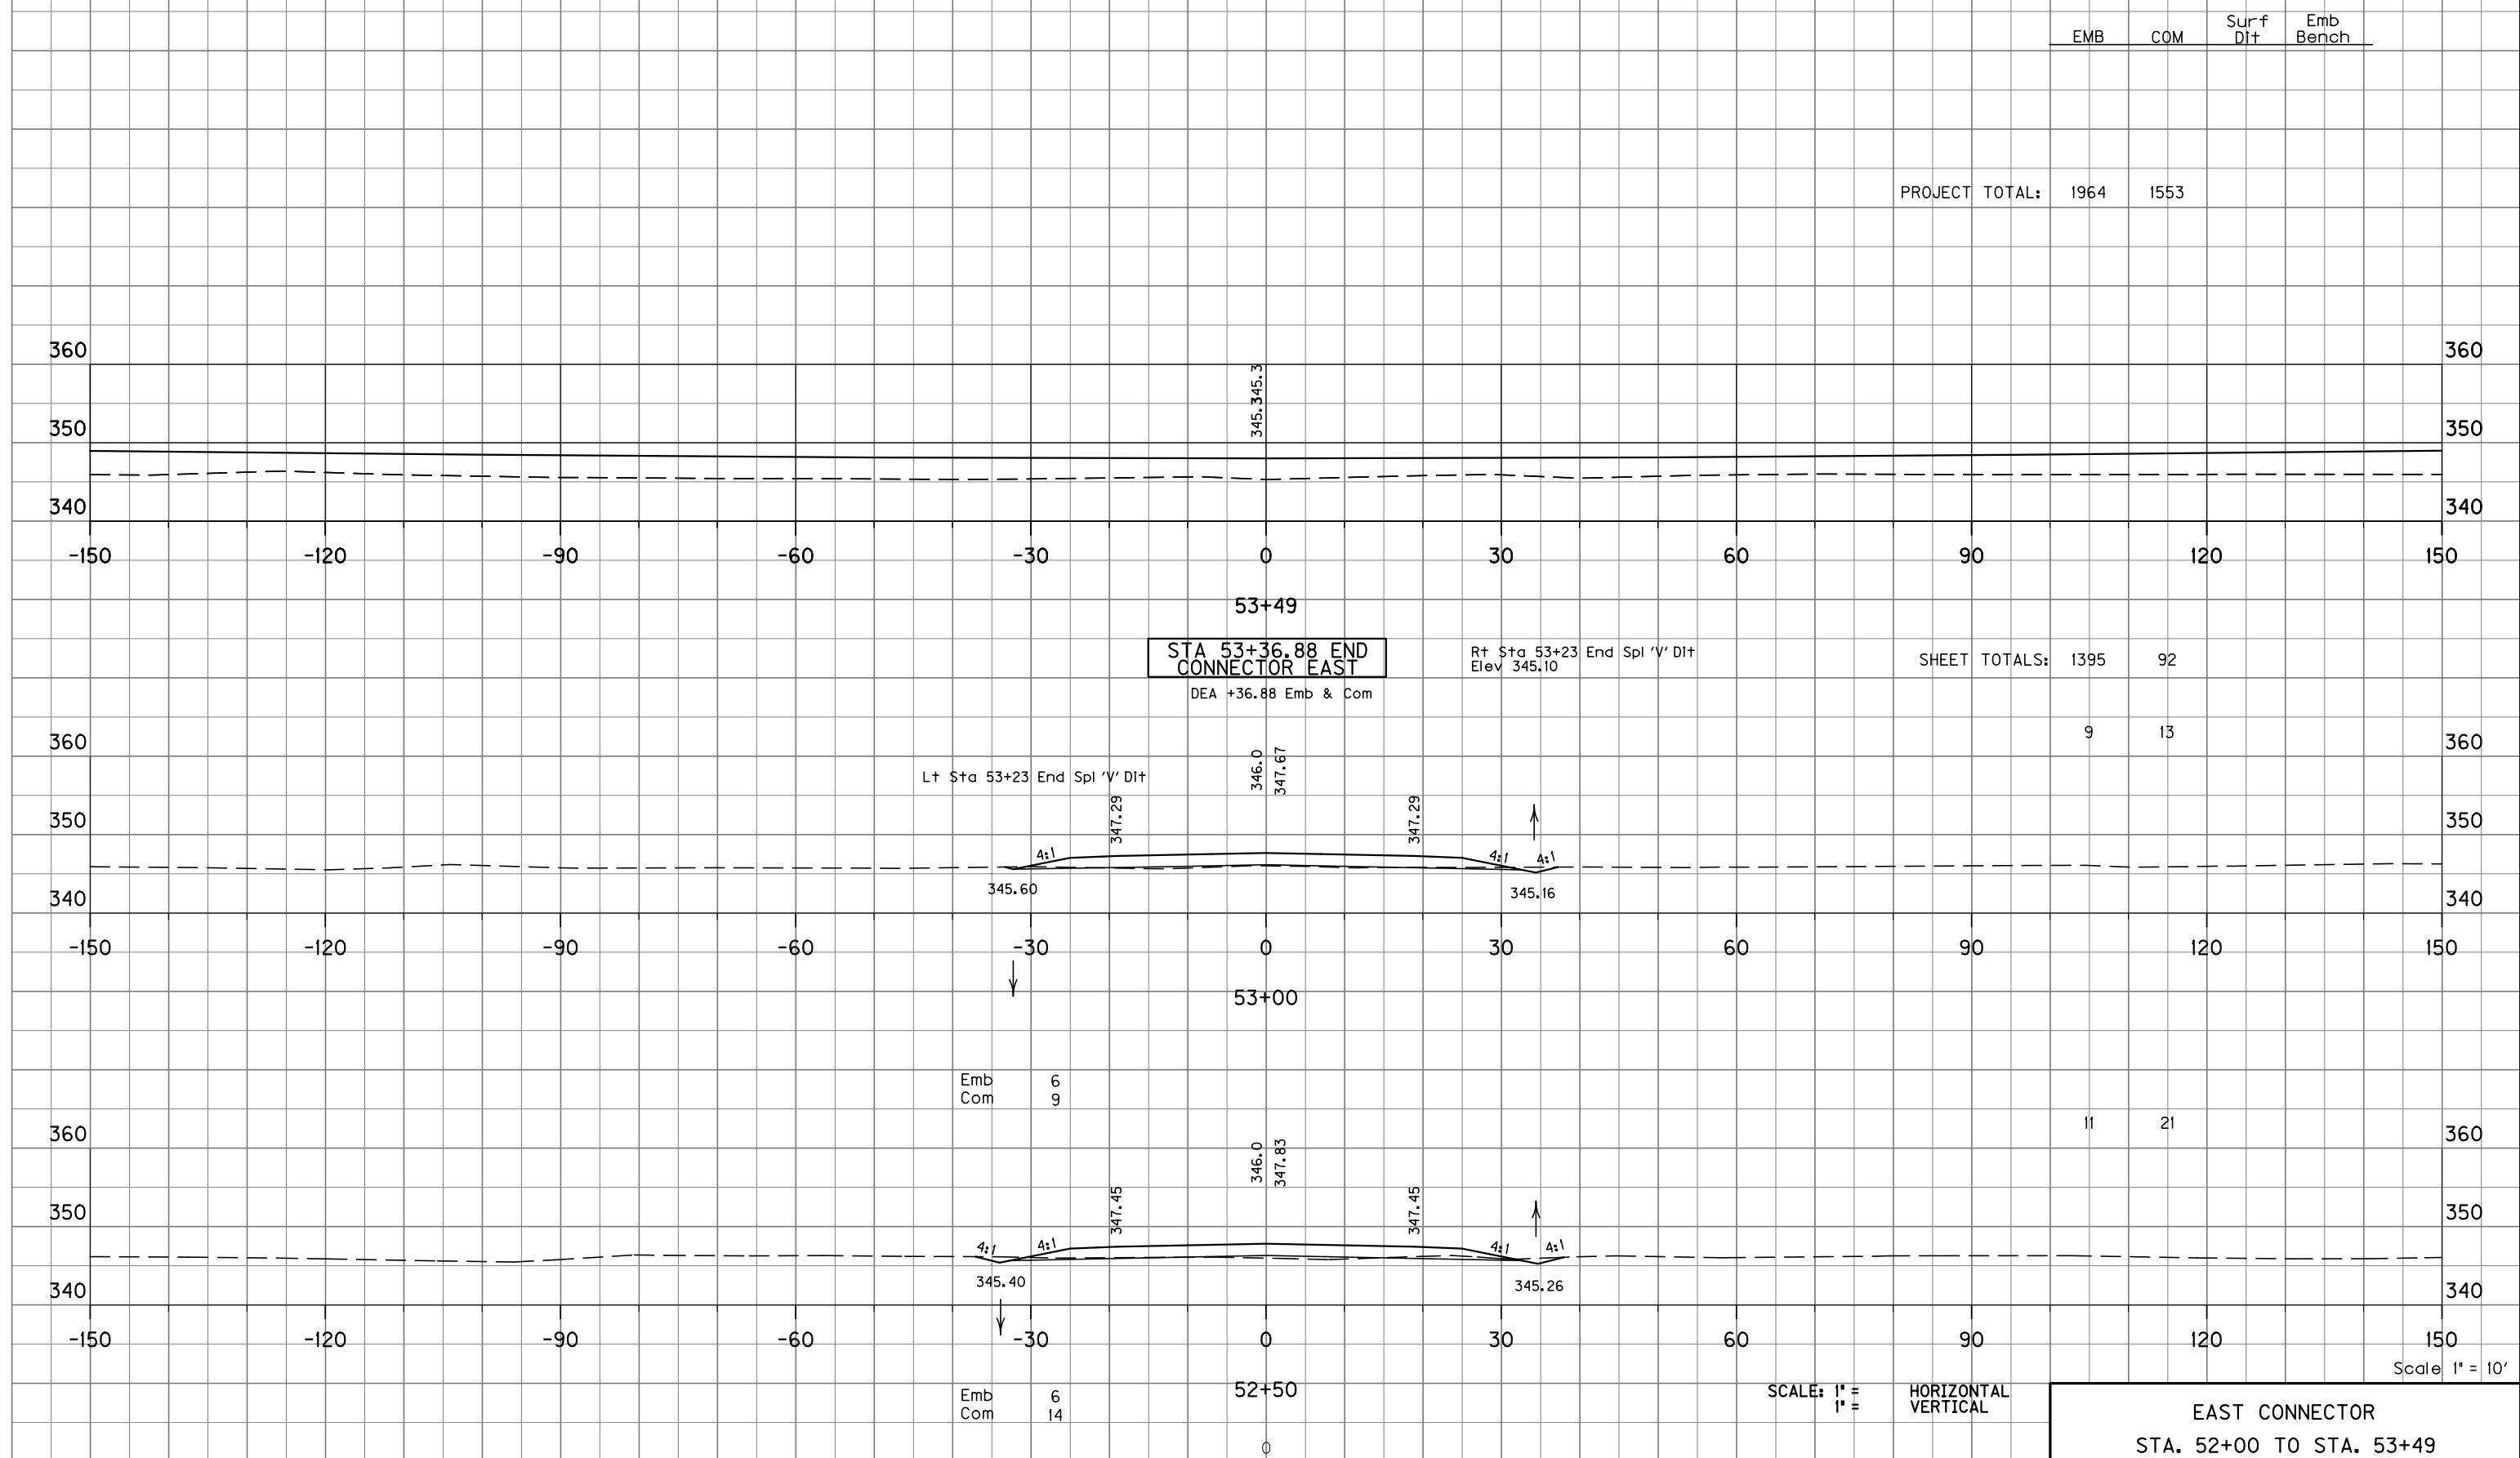 Surf Emb
EMB COM Dit Bench
PROJECT TOTAL: 1964 1553
360 360
345.3
350 350
340 340
-150 -120 -90 -60 -30 0 30 60 90 120 150
53+49
STA 53+36.88 END
CONNECTOR EAST
Rt Sta 53+23 End Spl 'V' Dit
Elev 345.10
SHEET TOTALS: 1395 92
DEA +36.88 Emb & Com
9 13
360 346.0 347.67 360
Lt Sta 53+23 End Spl 'V' Dit
347.29 347.29
350 350
4:1 4:1 4:1
345.60 345.16
340 340
-150 -120 -90 -60 -30 0 30 60 90 120 150
53+00
Emb 6
Com 9
11 21
360 346.0 347.83 360
347.45 347.45
350 350
4:1 4:1 4:1 4:1
345.40 345.26
340 340
-150 -120 -90 -60 -30 0 30 60 90 120 150
Scale 1" = 10'
52+50
Emb 6
Com 14
SCALE: 1" = HORIZONTAL
1" = VERTICAL
EAST CONNECTOR
STA. 52+00 TO STA. 53+49
0